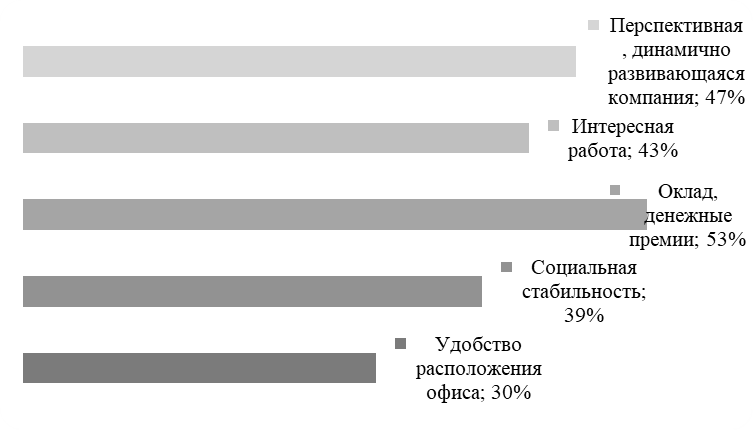 Перспективная
, динамично
развивающаяся
компания; 47%
Интересная
работа; 43%
Оклад,
денежные
премии; 53%
Социальная
стабильность;
39%
Удобство
расположения
офиса; 30%